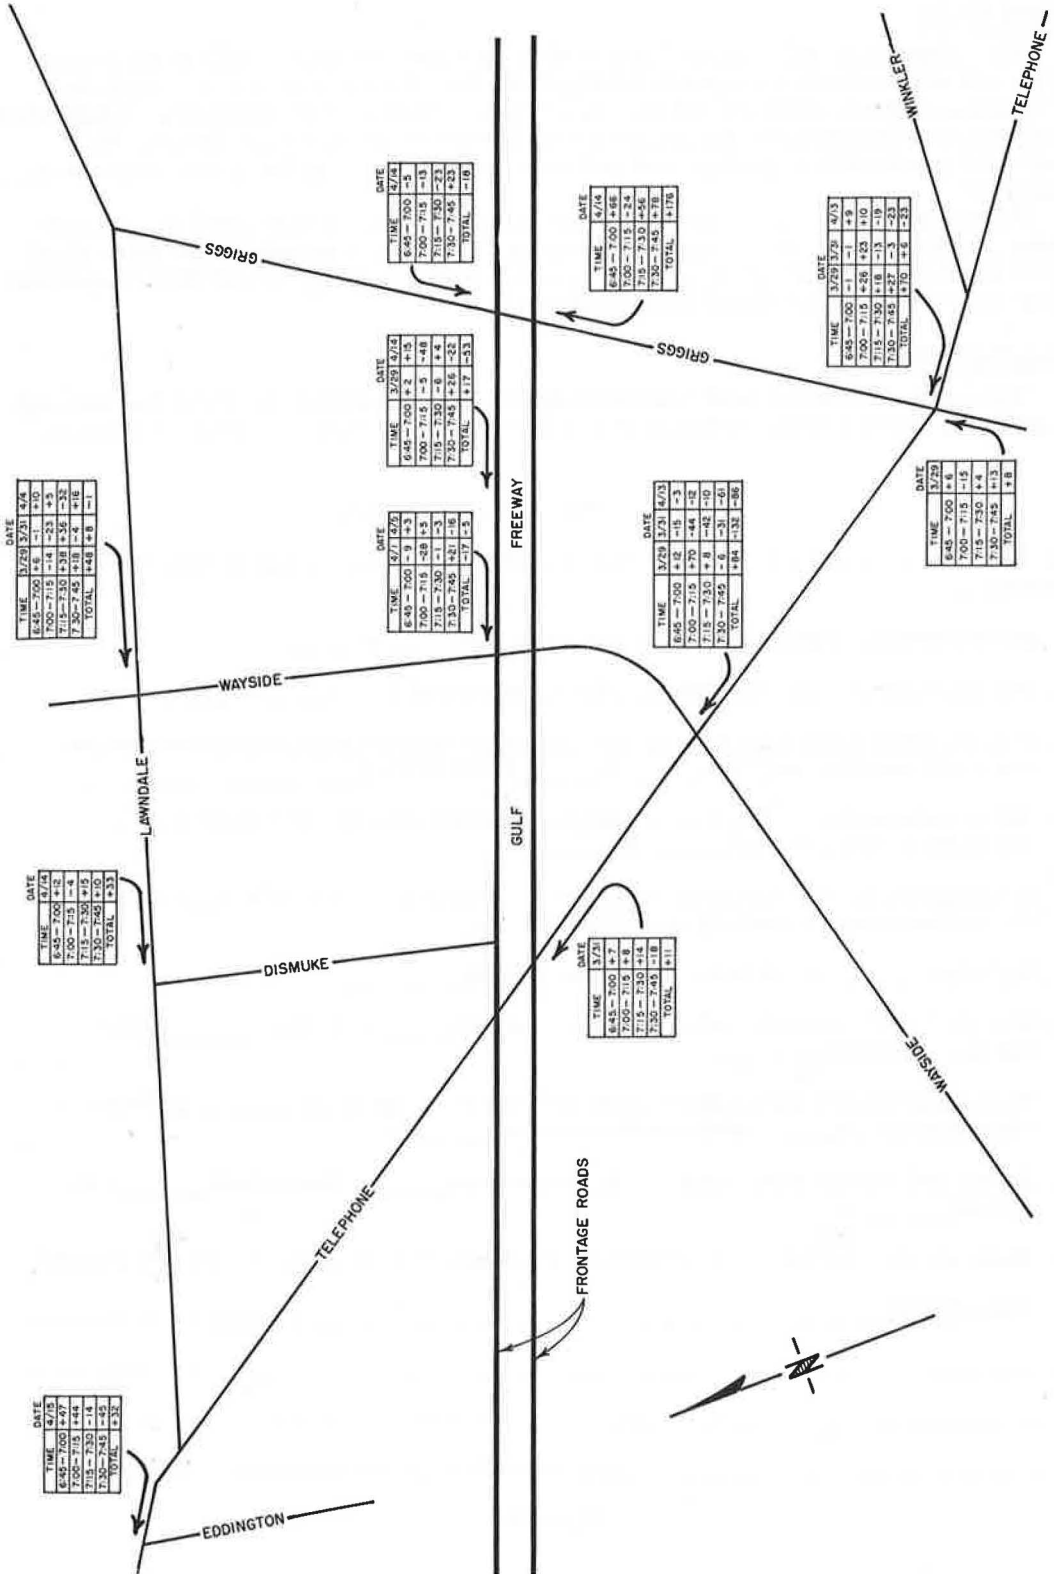 DATE
TIME 4/15
6:45 – 7:00 +47
7:00 – 7:15 +44
7:15 – 7:30 -14
7:30 – 7:45 -45
TOTAL +32
DATE
TIME 4/14
6:45 – 7:00 +12
7:00 – 7:15 -4
7:15 – 7:30 +15
7:30 – 7:45 +10
TOTAL +33
DATE
TIME 3/29 3/31 4/4
6:45 – 7:00 +6 -1 +10
7:00 – 7:15 -14 -23 +5
7:15 – 7:30 +38 +36 -32
7:30 – 7:45 +18 -4 +16
TOTAL +48 +8 -1
EDDINGTON
LAWNDALE
WAYSIDE
GRIGGS
DISMUKE
TELEPHONE
DATE
TIME 4/1 4/5
6:45 – 7:00 -9 +3
7:00 – 7:15 -28 +5
7:15 – 7:30 -1 -3
7:30 – 7:45 +21 -16
TOTAL -17 -5
DATE
TIME 3/29 4/14
6:45 – 7:00 +2 +15
7:00 – 7:15 -5 -48
7:15 – 7:30 -6 +4
7:30 – 7:45 +26 -22
TOTAL +17 -53
DATE
TIME 4/14
6:45 – 7:00 -5
7:00 – 7:15 -13
7:15 – 7:30 -23
7:30 – 7:45 +23
TOTAL -18
GULF
FREEWAY
FRONTAGE ROADS
DATE
TIME 3/31
6:45 – 7:00 +7
7:00 – 7:15 +8
7:15 – 7:30 +14
7:30 – 7:45 -18
TOTAL +11
DATE
TIME 4/14
6:45 – 7:00 +66
7:00 – 7:15 -24
7:15 – 7:30 +56
7:30 – 7:45 +78
TOTAL +176
GRIGGS
DATE
TIME 3/29 3/31 4/13
6:45 – 7:00 +12 -15 -3
7:00 – 7:15 +70 -44 -12
7:15 – 7:30 +8 -42 -10
7:30 – 7:45 -6 -31 -61
TOTAL +84 -132 -86
DATE
TIME 3/29 3/31 4/13
6:45 – 7:00 -1 -1 +9
7:00 – 7:15 +26 +23 +10
7:15 – 7:30 +18 -13 -19
7:30 – 7:45 +27 -3 -23
TOTAL +70 +6 -23
DATE
TIME 3/29
6:45 – 7:00 +6
7:00 – 7:15 -15
7:15 – 7:30 +4
7:30 – 7:45 +13
TOTAL +8
N
WAYSIDE
WINKLER
TELEPHONE